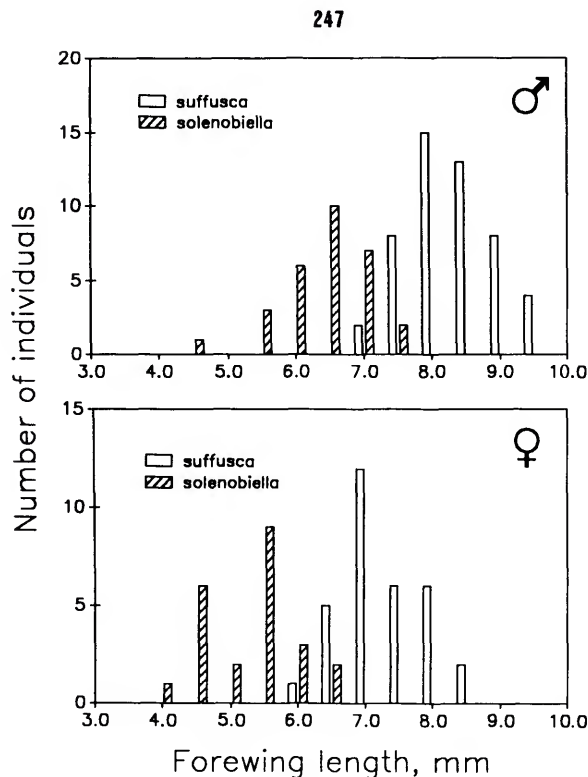 247
Number of individuals
20
15
10
5
0
suffusca
solenobiella
♂
3.0 4.0 5.0 6.0 7.0 8.0 9.0 10.0
15
10
5
0
suffusca
solenobiella
♀
3.0 4.0 5.0 6.0 7.0 8.0 9.0 10.0
Forewing length, mm